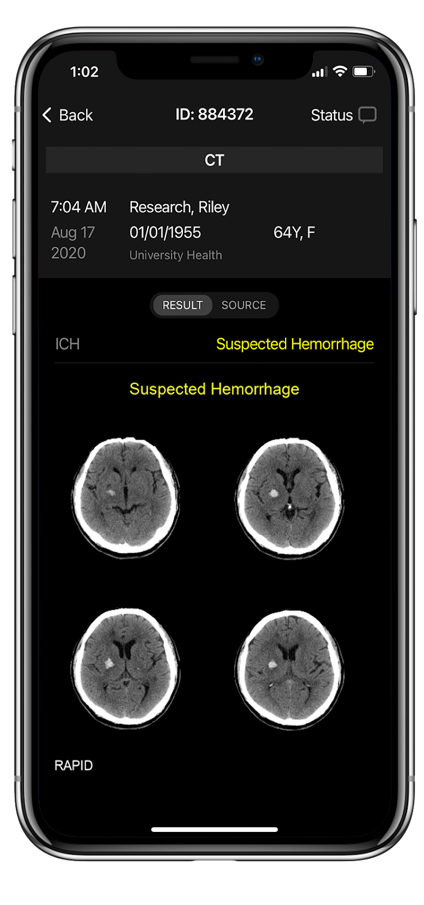 1:02
Back ID: 884372 Status
CT
7:04 AM Research, Riley
Aug 17 01/01/1955 64Y, F
2020 University Health
RESULT SOURCE
ICH Suspected Hemorrhage
Suspected Hemorrhage
RAPID